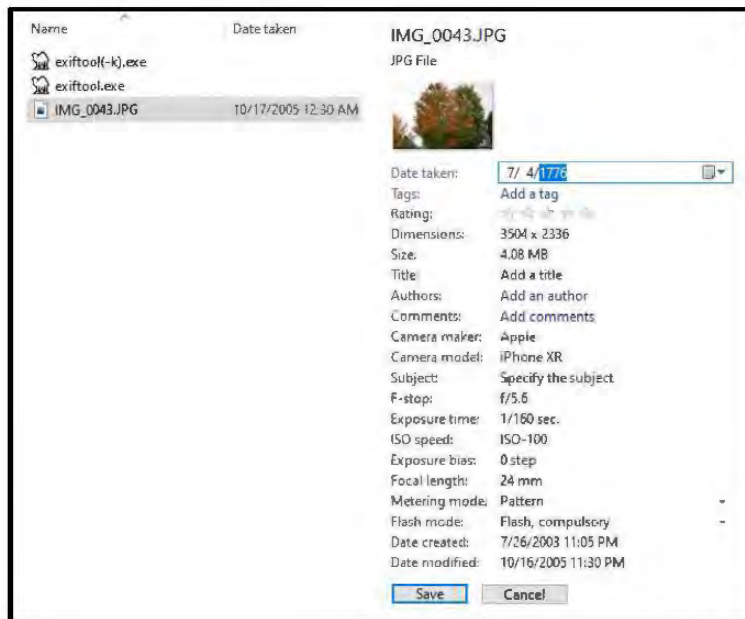 Name Date taken
exiftool(-k).exe
exiftool.exe
IMG_0043.JPG 10/17/2005 12:30 AM
IMG_0043.JPG
JPG File
Date taken: 7/ 4/1776
Tags: Add a tag
Rating:
Dimensions: 3504 x 2336
Size: 4.08 MB
Title Add a title
Authors: Add an author
Comments: Add comments
Camera maker: Apple
Camera model: iPhone XR
Subject: Specify the subject
F-stop: f/5.6
Exposure time: 1/160 sec.
ISO speed: ISO-100
Exposure bias: 0 step
Focal length: 24 mm
Metering mode: Pattern
Flash mode: Flash, compulsory
Date created: 7/26/2003 11:05 PM
Date modified: 10/16/2005 11:30 PM
Save Cancel